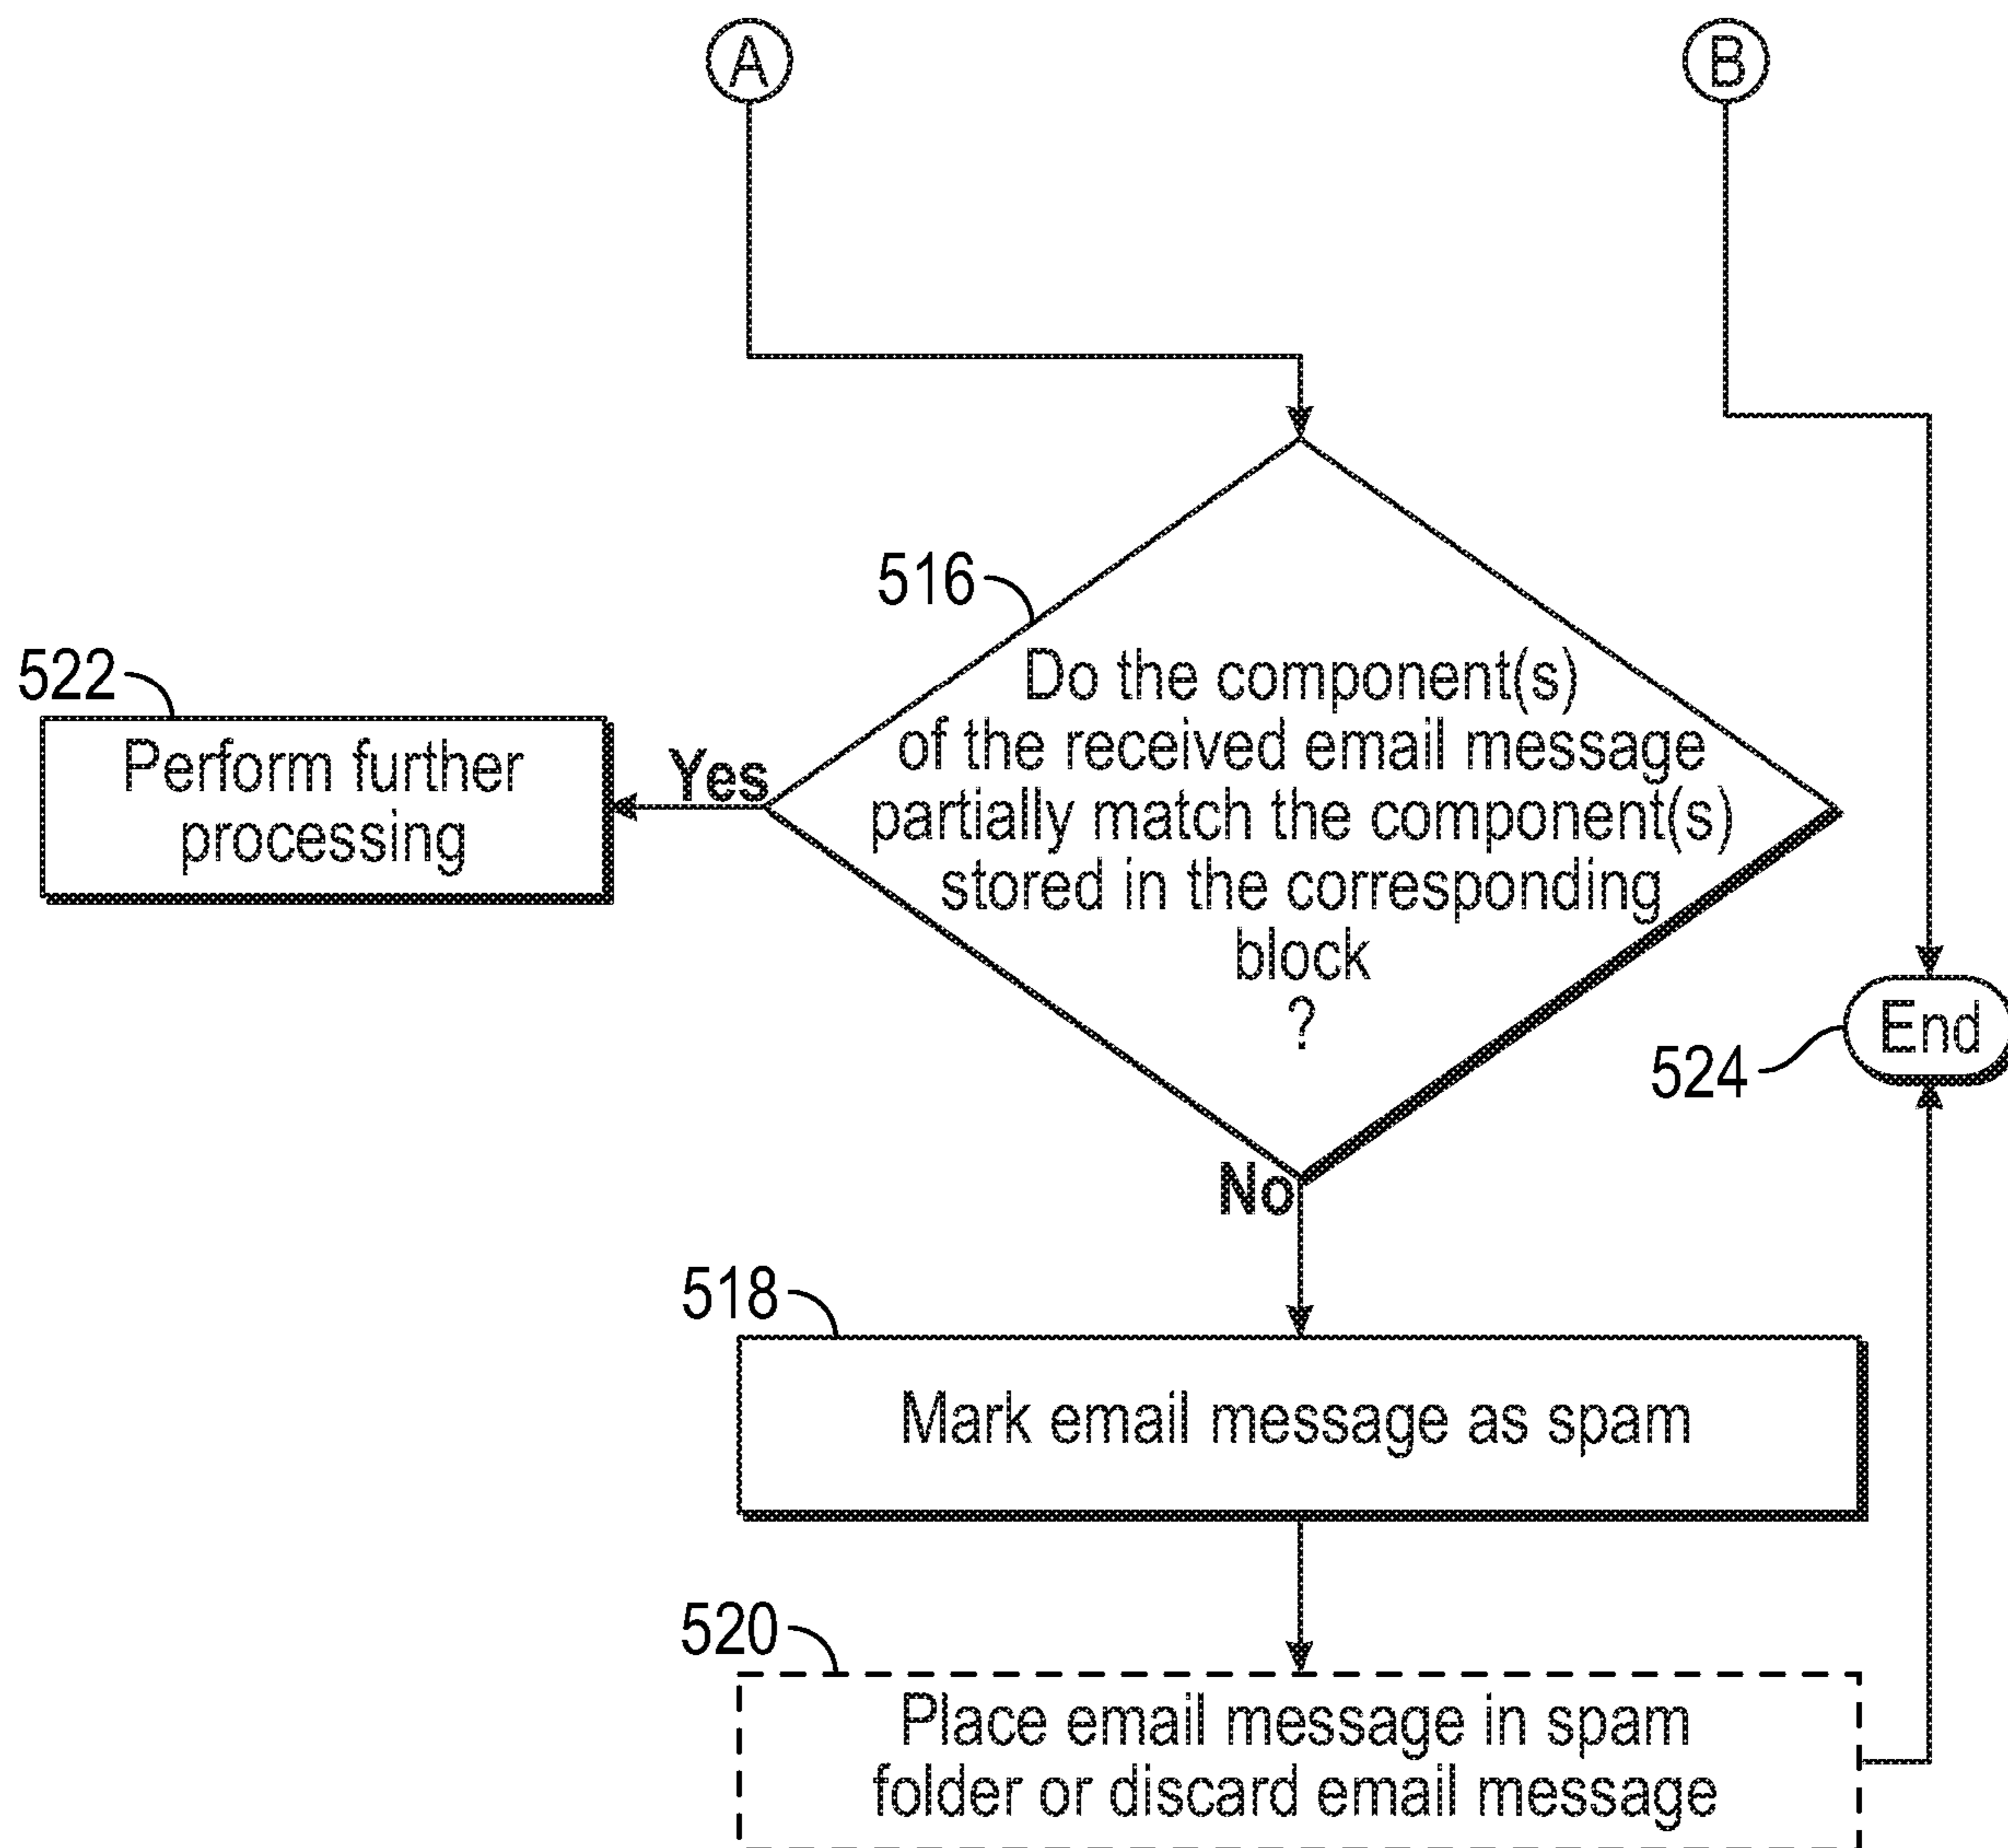 A
B
516
Do the component(s)
of the received email message
partially match the component(s)
stored in the corresponding
block
?
522
Perform further
processing
Yes
End
524
No
518
Mark email message as spam
520
Place email message in spam
folder or discard email message